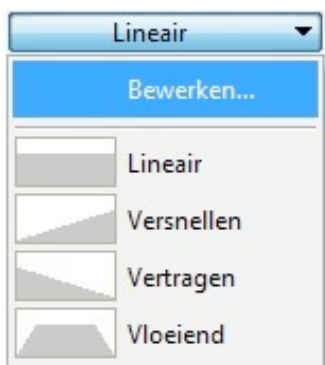 Lineair
Bewerken...
Lineair
Versnellen
Vertragen
Vloeiend